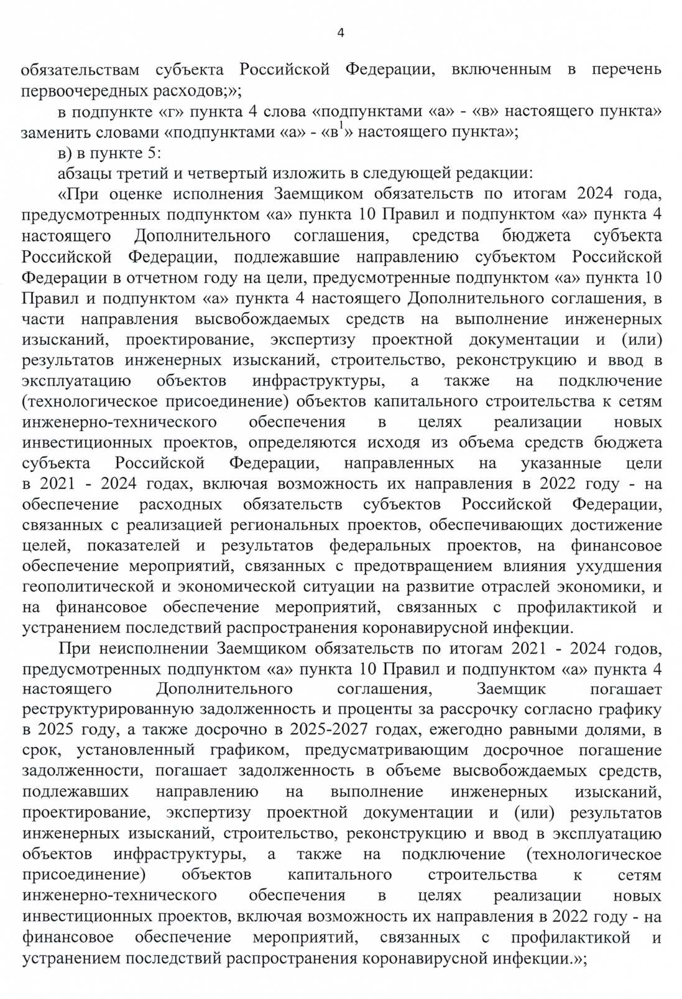 4
обязательствам субъекта Российской Федерации, включенным в перечень
первоочередных расходов;»;
в подпункте «г» пункта 4 слова «подпунктами «а» - «в» настоящего пункта»
заменить словами «подпунктами «а» - «в¹» настоящего пункта»;
в) в пункте 5:
абзацы третий и четвертый изложить в следующей редакции:
«При оценке исполнения Заемщиком обязательств по итогам 2024 года,
предусмотренных подпунктом «а» пункта 10 Правил и подпунктом «а» пункта 4
настоящего Дополнительного соглашения, средства бюджета субъекта
Российской Федерации, подлежавшие направлению субъектом Российской
Федерации в отчетном году на цели, предусмотренные подпунктом «а» пункта 10
Правил и подпунктом «а» пункта 4 настоящего Дополнительного соглашения, в
части направления высвобождаемых средств на выполнение инженерных
изысканий, проектирование, экспертизу проектной документации и (или)
результатов инженерных изысканий, строительство, реконструкцию и ввод в
эксплуатацию объектов инфраструктуры, а также на подключение
(технологическое присоединение) объектов капитального строительства к сетям
инженерно-технического обеспечения в целях реализации новых
инвестиционных проектов, определяются исходя из объема средств бюджета
субъекта Российской Федерации, направленных на указанные цели
в 2021 - 2024 годах, включая возможность их направления в 2022 году - на
обеспечение расходных обязательств субъектов Российской Федерации,
связанных с реализацией региональных проектов, обеспечивающих достижение
целей, показателей и результатов федеральных проектов, на финансовое
обеспечение мероприятий, связанных с предотвращением влияния ухудшения
геополитической и экономической ситуации на развитие отраслей экономики, и
на финансовое обеспечение мероприятий, связанных с профилактикой и
устранением последствий распространения коронавирусной инфекции.
При неисполнении Заемщиком обязательств по итогам 2021 - 2024 годов,
предусмотренных подпунктом «а» пункта 10 Правил и подпунктом «а» пункта 4
настоящего Дополнительного соглашения, Заемщик погашает
реструктурированную задолженность и проценты за рассрочку согласно графику
в 2025 году, а также досрочно в 2025-2027 годах, ежегодно равными долями, в
срок, установленный графиком, предусматривающим досрочное погашение
задолженности, погашает задолженность в объеме высвобождаемых средств,
подлежавших направлению на выполнение инженерных изысканий,
проектирование, экспертизу проектной документации и (или) результатов
инженерных изысканий, строительство, реконструкцию и ввод в эксплуатацию
объектов инфраструктуры, а также на подключение (технологическое
присоединение) объектов капитального строительства к сетям
инженерно-технического обеспечения в целях реализации новых
инвестиционных проектов, включая возможность их направления в 2022 году - на
финансовое обеспечение мероприятий, связанных с профилактикой и
устранением последствий распространения коронавирусной инфекции.»;